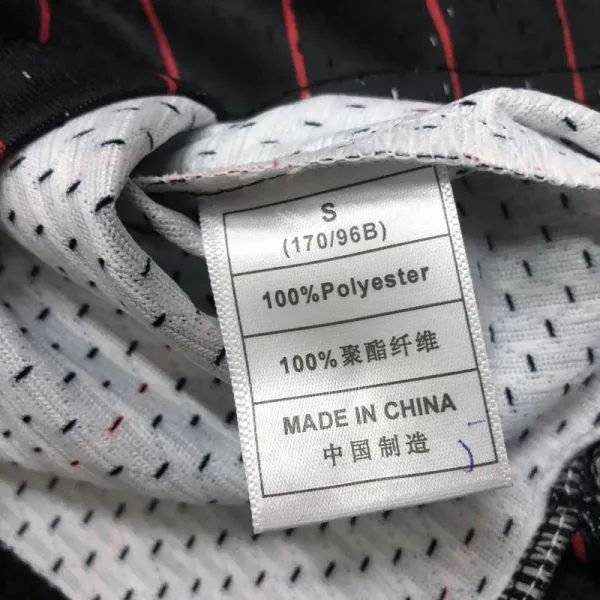 S
(170/96B)
100%Polyester
100%聚酯纤维
MADE IN CHINA
中国制造